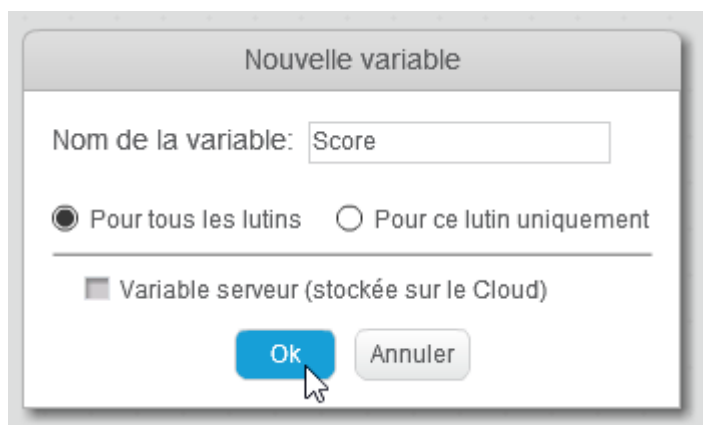 Nouvelle variable
Nom de la variable: Score
Pour tous les lutins Pour ce lutin uniquement
Variable serveur (stockée sur le Cloud)
Ok Annuler